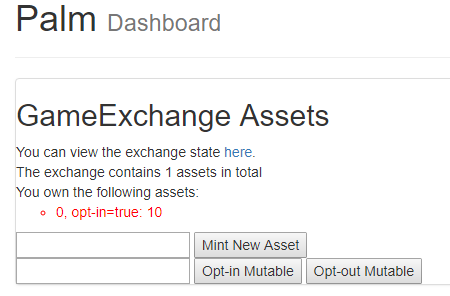 Palm Dashboard
GameExchange Assets
You can view the exchange state here.
The exchange contains 1 assets in total
You own the following assets:
0, opt-in=true: 10
Mint New Asset
Opt-in Mutable Opt-out Mutable